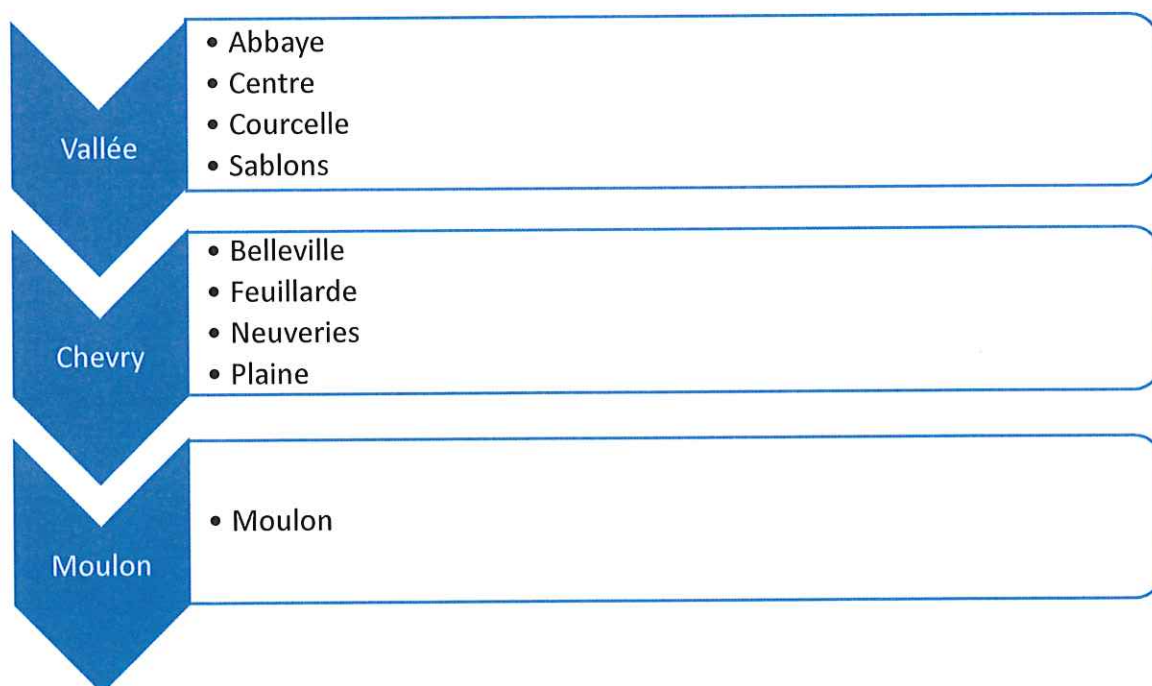 Vallée
• Abbaye
• Centre
• Courcelle
• Sablons
Chevry
• Belleville
• Feuillarde
• Neuveries
• Plaine
Moulon
• Moulon